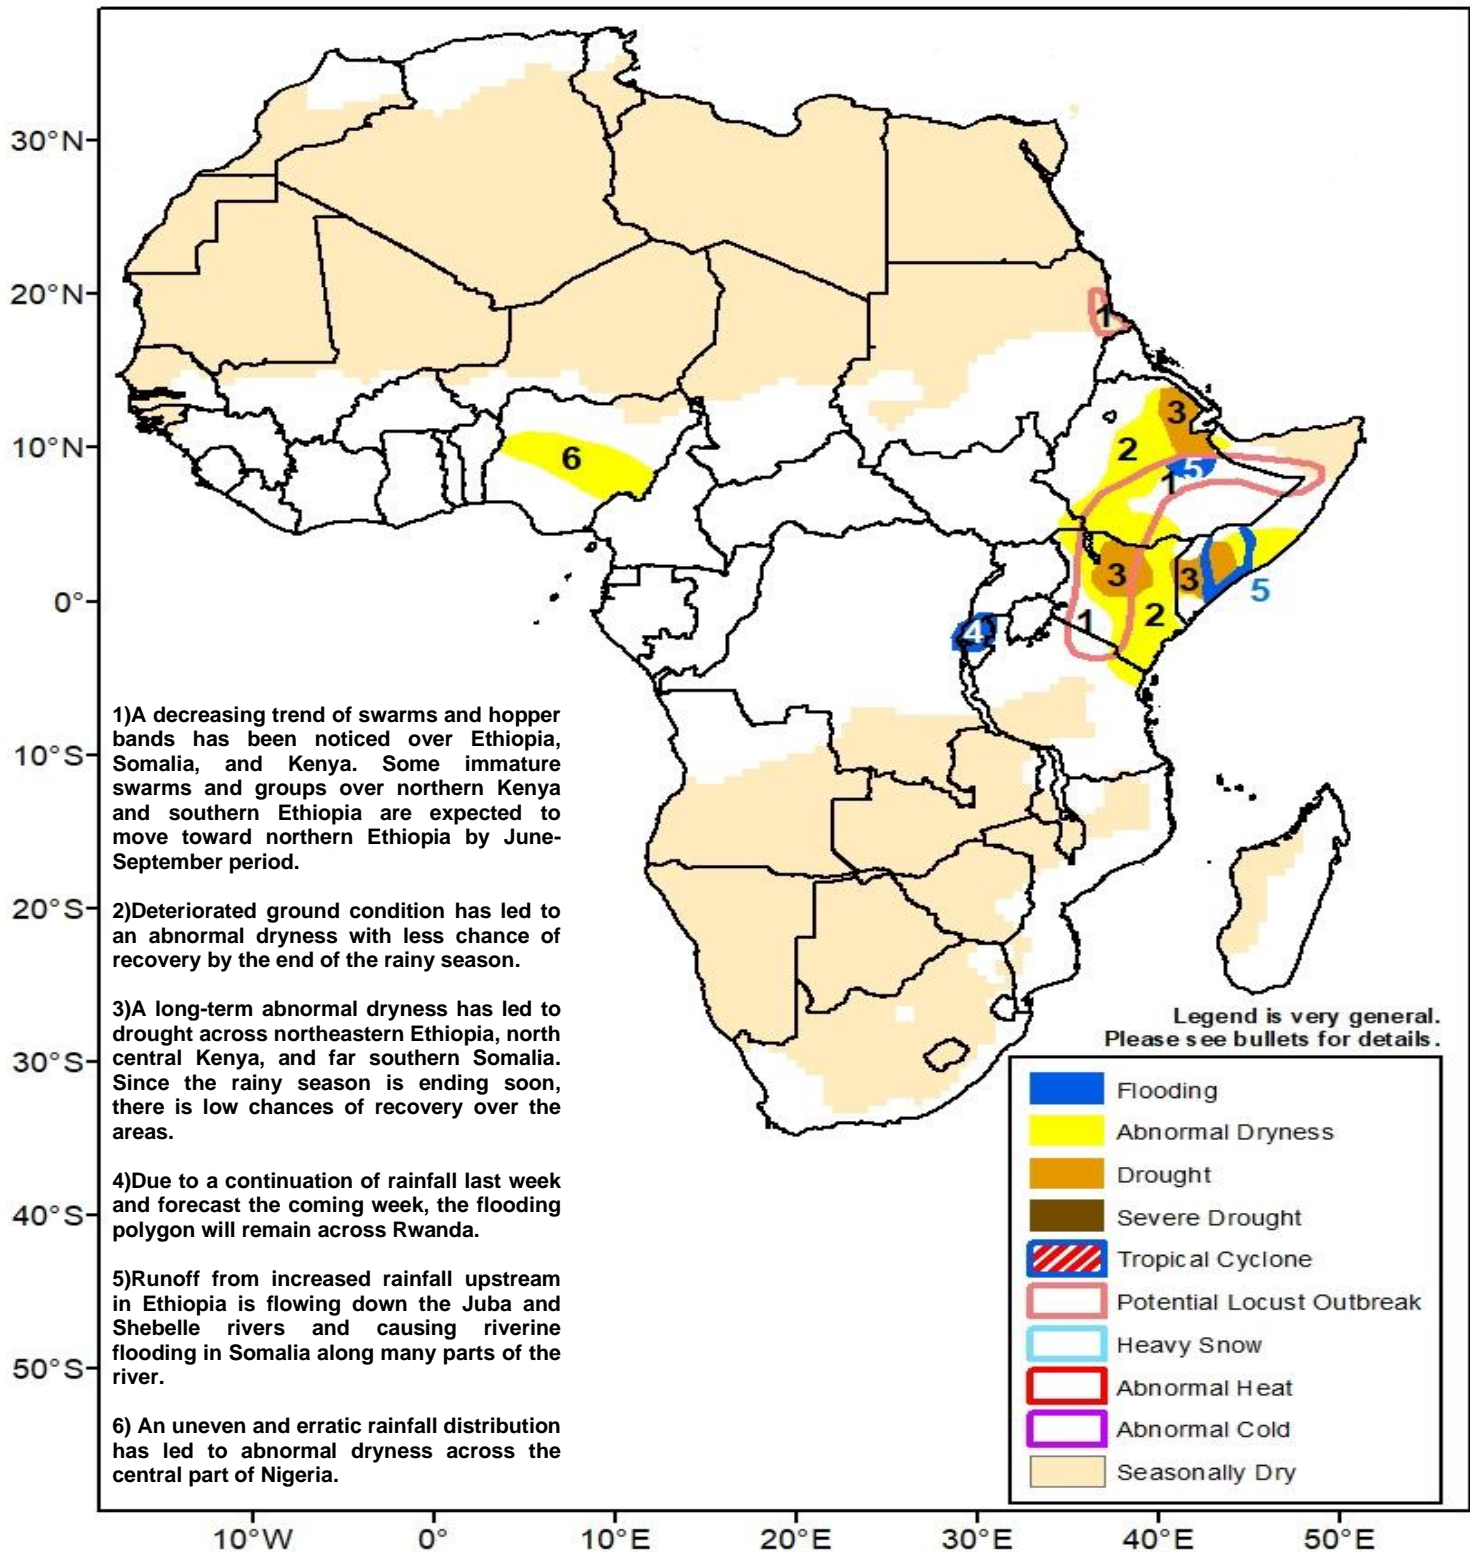 30°N
20°N
10°N
0°
10°S
20°S
30°S
40°S
50°S
1
3
2
5
1
6
3
3
2
5
1
4
1)A decreasing trend of swarms and hopper
bands has been noticed over Ethiopia,
Somalia, and Kenya. Some immature
swarms and groups over northern Kenya
and southern Ethiopia are expected to
move toward northern Ethiopia by June-
September period.
2)Deteriorated ground condition has led to
an abnormal dryness with less chance of
recovery by the end of the rainy season.
3)A long-term abnormal dryness has led to
drought across northeastern Ethiopia, north
central Kenya, and far southern Somalia.
Since the rainy season is ending soon,
there is low chances of recovery over the
areas.
4)Due to a continuation of rainfall last week
and forecast the coming week, the flooding
polygon will remain across Rwanda.
5)Runoff from increased rainfall upstream
in Ethiopia is flowing down the Juba and
Shebelle rivers and causing riverine
flooding in Somalia along many parts of the
river.
6) An uneven and erratic rainfall distribution
has led to abnormal dryness across the
central part of Nigeria.
Legend is very general.
Please see bullets for details.
Flooding
Abnormal Dryness
Drought
Severe Drought
Tropical Cyclone
Potential Locust Outbreak
Heavy Snow
Abnormal Heat
Abnormal Cold
Seasonally Dry
10°W
0°
10°E
20°E
30°E
40°E
50°E